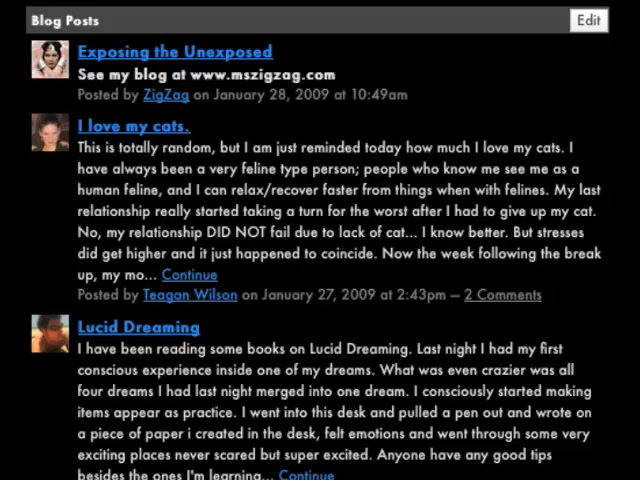 Blog Posts
Edit
Exposing the Unexposed
See my blog at www.mszigzag.com
Posted by ZigZag on January 28, 2009 at 10:49am
I love my cats.
This is totally random, but I am just reminded today how much I love my cats. I
have always been a very feline type person; people who know me see me as a
human feline, and I can relax/recover faster from things when with felines. My last
relationship really started taking a turn for the worst after I had to give up my cat.
No, my relationship DID NOT fail due to lack of cat... I know better. But stresses
did get higher and it just happened to coincide. Now the week following the break
up, my mo... Continue
Posted by Teagan Wilson on January 27, 2009 at 2:43pm — 2 Comments
Lucid Dreaming
I have been reading some books on Lucid Dreaming. Last night I had my first
conscious experience inside one of my dreams. What was even crazier was all
four dreams I had last night merged into one dream. I consciously started making
items appear as practice. I went into this desk and pulled a pen out and wrote on
a piece of paper i created in the desk, felt emotions and went through some very
exciting places never scared but super excited. Anyone have any good tips
besides the ones I'm learning... Continue